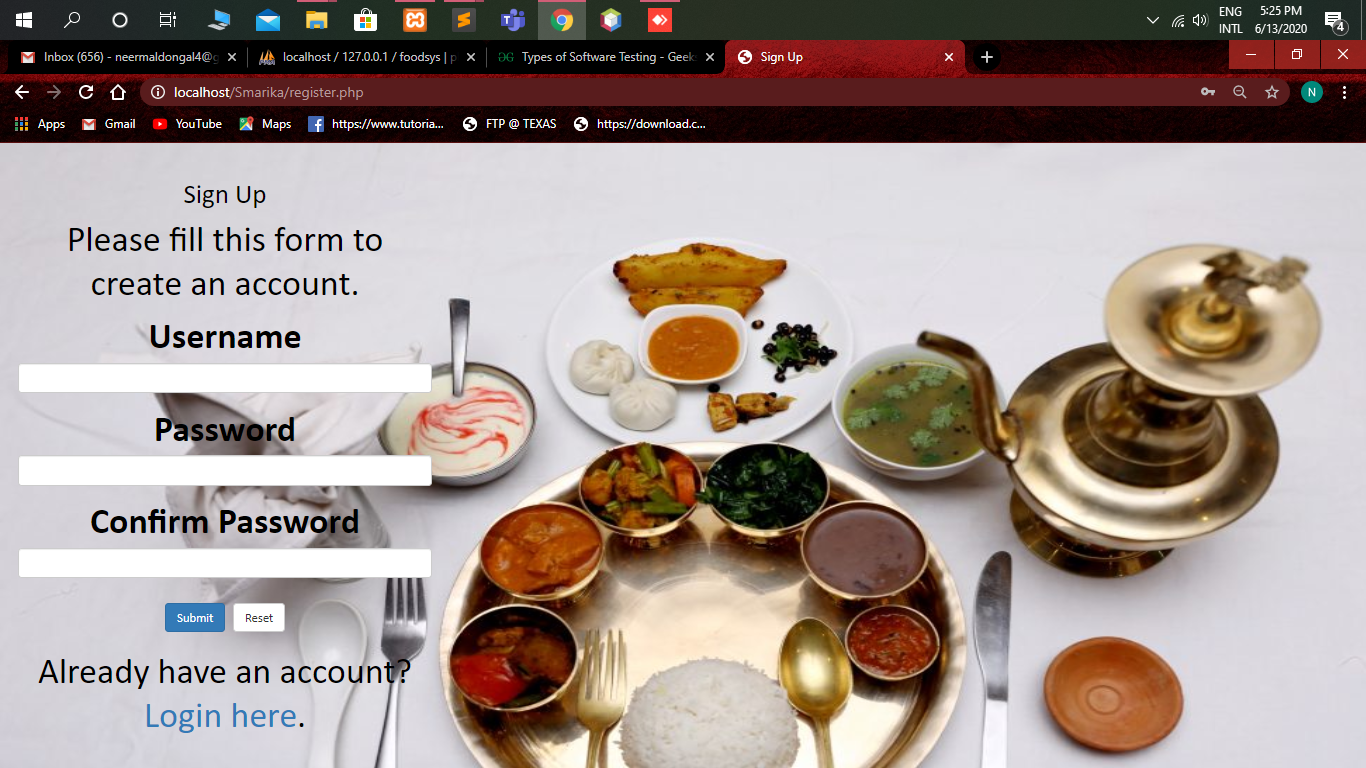 ENG
5:25 PM
INTL
6/13/2020
4
Inbox (656) - neermaldongal4@g
localhost / 127.0.0.1 / foodsys | p
Types of Software Testing - Geek
Sign Up
localhost/Smarika/register.php
N
Apps
Gmail
YouTube
Maps
https://www.tutoria...
FTP @ TEXAS
https://download.c...
Sign Up
Please fill this form to
create an account.
Username
Password
Confirm Password
Submit
Reset
Already have an account?
Login here.